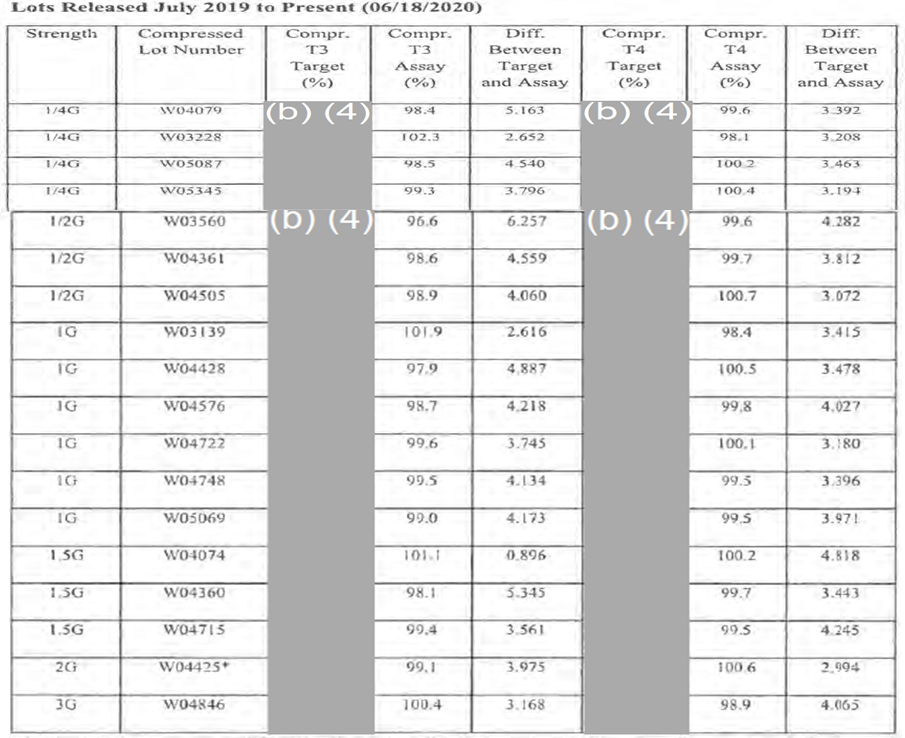 Lots Released July 2019 to Present (06/18/2020)
Strength Compressed Lot Number Compr. T3 Target (%) Compr. T3 Assay (%) Diff. Between Target and Assay Compr. T4 Target (%) Compr. T4 Assay (%) Diff. Between Target and Assay
1/4G W04079 (b) (4) 98.4 5.163 (b) (4) 99.6 3.392
1/4G W03228 102.3 2.652 98.1 3.208
1/4G W05087 98.5 4.540 100.2 3.463
1/4G W05345 99.3 3.796 100.4 3.194
1/2G W03560 (b) (4) 96.6 6.257 (b) (4) 99.6 4.282
1/2G W04361 98.6 4.559 99.7 3.812
1/2G W04505 98.9 4.060 100.7 3.072
1G W03139 101.9 2.616 98.4 3.415
1G W04428 97.9 4.887 100.5 3.478
1G W04576 98.7 4.218 99.8 4.027
1G W04722 99.6 3.745 100.1 3.180
1G W04748 99.5 4.134 99.5 3.396
1G W05069 99.0 4.173 99.5 3.971
1.5G W04074 101.1 0.896 100.2 4.818
1.5G W04360 98.1 5.345 99.7 3.443
1.5G W04715 99.4 3.561 99.5 4.245
2G W04425* 99.1 3.975 100.6 2.994
3G W04846 100.4 3.168 98.9 4.065